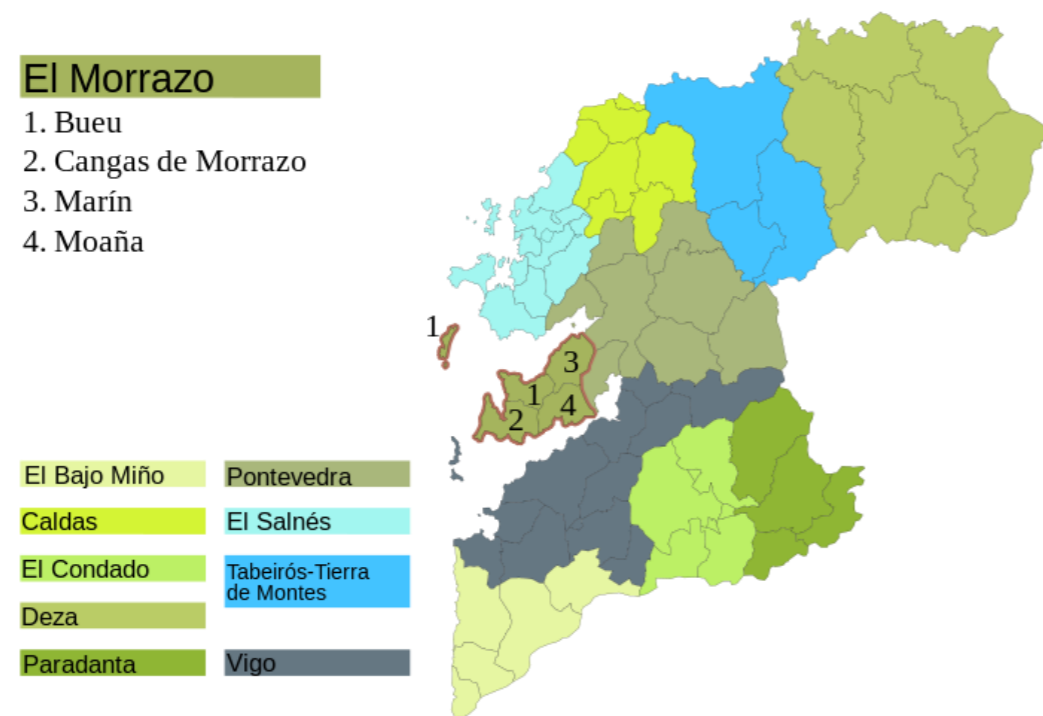 El Morrazo
1. Bueu
2. Cangas de Morrazo
3. Marín
4. Moaña
1
3
1
2
4
El Bajo Miño
Pontevedra
Caldas
El Salnés
El Condado
Tabeirós-Tierra
de Montes
Deza
Paradanta
Vigo